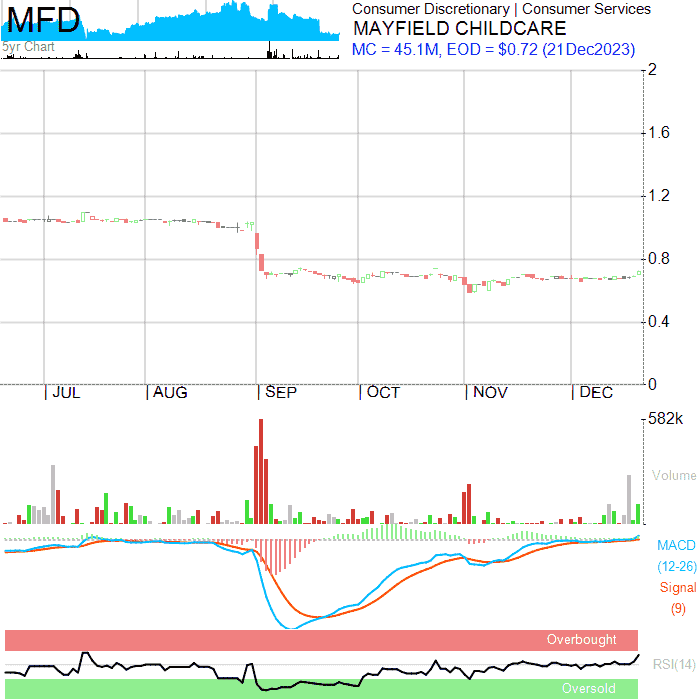 MFD
5yr Chart
Consumer Discretionary | Consumer Services
MAYFIELD CHILDCARE
MC = 45.1M, EOD = $0.72 (21Dec2023)
2
1.6
1.2
0.8
0.4
0
JUL AUG SEP OCT NOV DEC
582k
Volume
MACD
(12-26)
Signal
(9)
Overbought
RSI(14)
Oversold